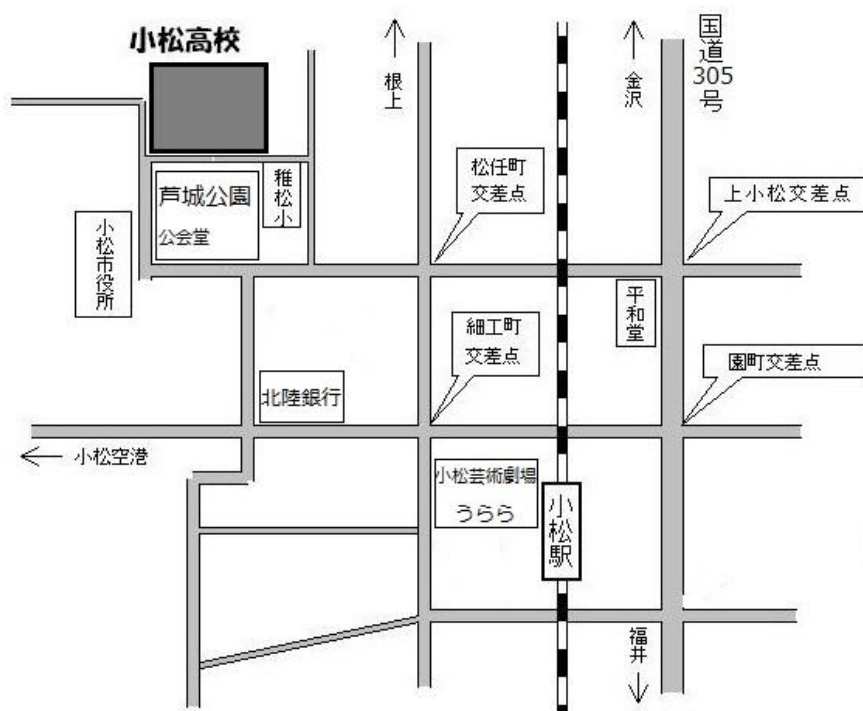 小松高校
根上
金沢
国道305号
芦城公園
公会堂
稚松小
松任町
交差点
上小松交差点
小松市役所
平和堂
細工町
交差点
園町交差点
北陸銀行
小松空港
小松芸術劇場
うらら
小松駅
福井